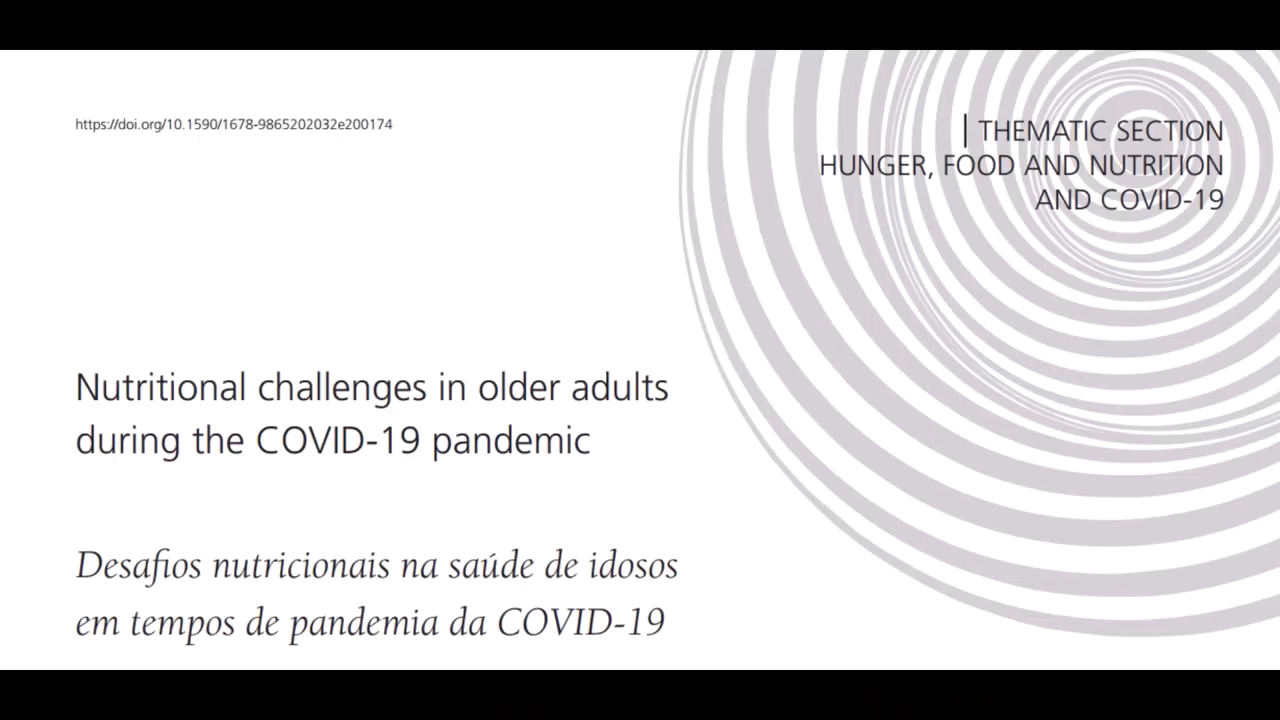 https://doi.org/10.1590/1678-9865202032e200174
THEMATIC SECTION
HUNGER, FOOD AND NUTRITION
AND COVID-19
Nutritional challenges in older adults
during the COVID-19 pandemic
Desafios nutricionais na saúde de idosos
em tempos de pandemia da COVID-19